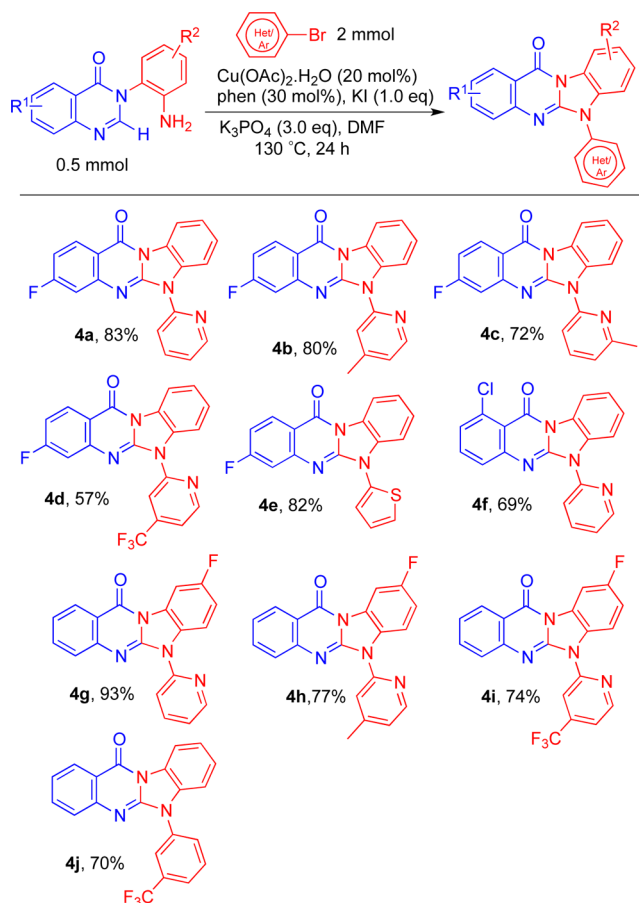 R²
O
Het/
Ar
Br 2 mmol
R¹
N
N
H
NH₂
0.5 mmol
Cu(OAc)₂.H₂O (20 mol%)
phen (30 mol%), KI (1.0 eq)
K₃PO₄ (3.0 eq), DMF
130 °C, 24 h
R²
O
R¹
N
N
N
Het/
Ar
O
N
F
N
N
N
4a, 83%
O
N
F
N
N
N
4b, 80%
O
N
F
N
N
N
4c, 72%
O
N
F
N
N
N
4d, 57%
F₃C
O
N
F
N
N
S
4e, 82%
Cl
O
N
N
N
N
4f, 69%
F
O
N
N
N
N
4g, 93%
F
O
N
N
N
N
4h,77%
F
O
N
N
N
N
4i, 74%
F₃C
O
N
N
N
4j, 70%
F₃C